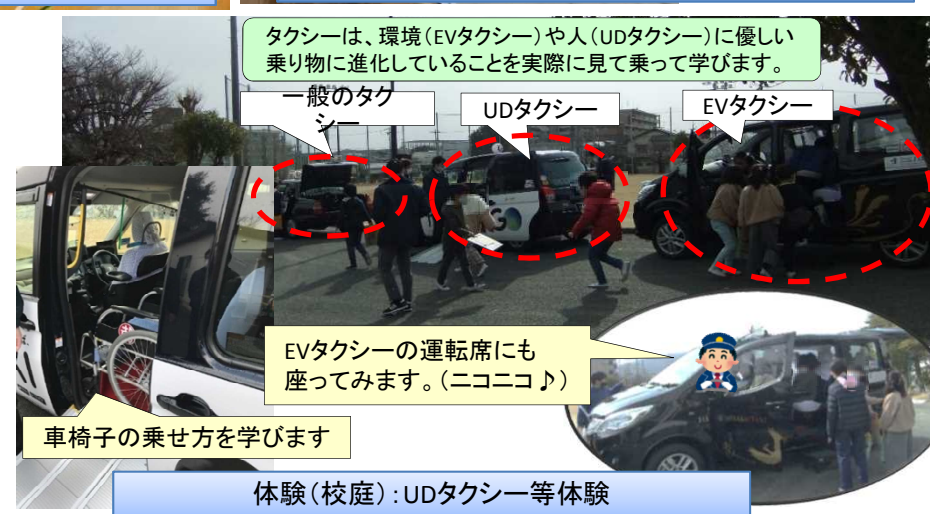 タクシーは、環境(EVタクシー)や人(UDタクシー)に優しい
乗り物に進化していることを実際に見て乗って学びます。
一般のタク
シー
UDタクシー
EVタクシー
GO
EVタクシーの運転席にも
座ってみます。(ニコニコ♪)
車椅子の乗せ方を学びます
体験(校庭):UDタクシー等体験